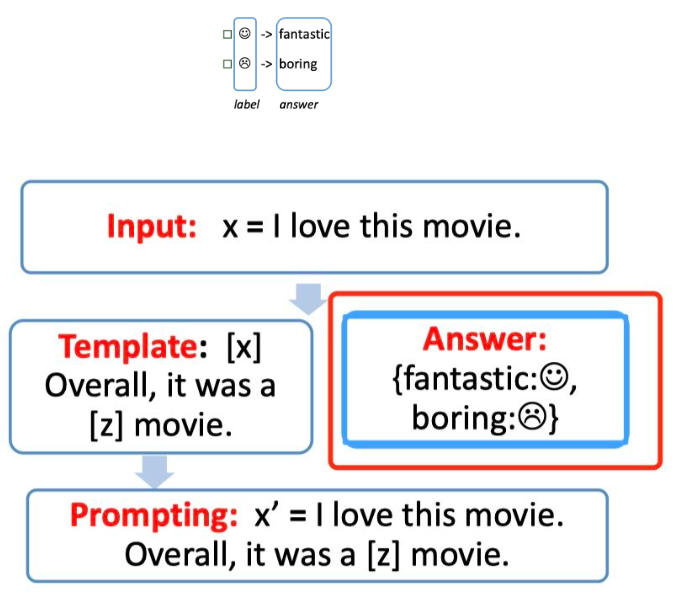 ☐ ☺ -> fantastic
☐ ☹ -> boring
label answer
Input: x = I love this movie.
Template: [x]
Overall, it was a
[z] movie.
Answer:
{fantastic:☺,
boring:☹}
Prompting: x′ = I love this movie.
Overall, it was a [z] movie.